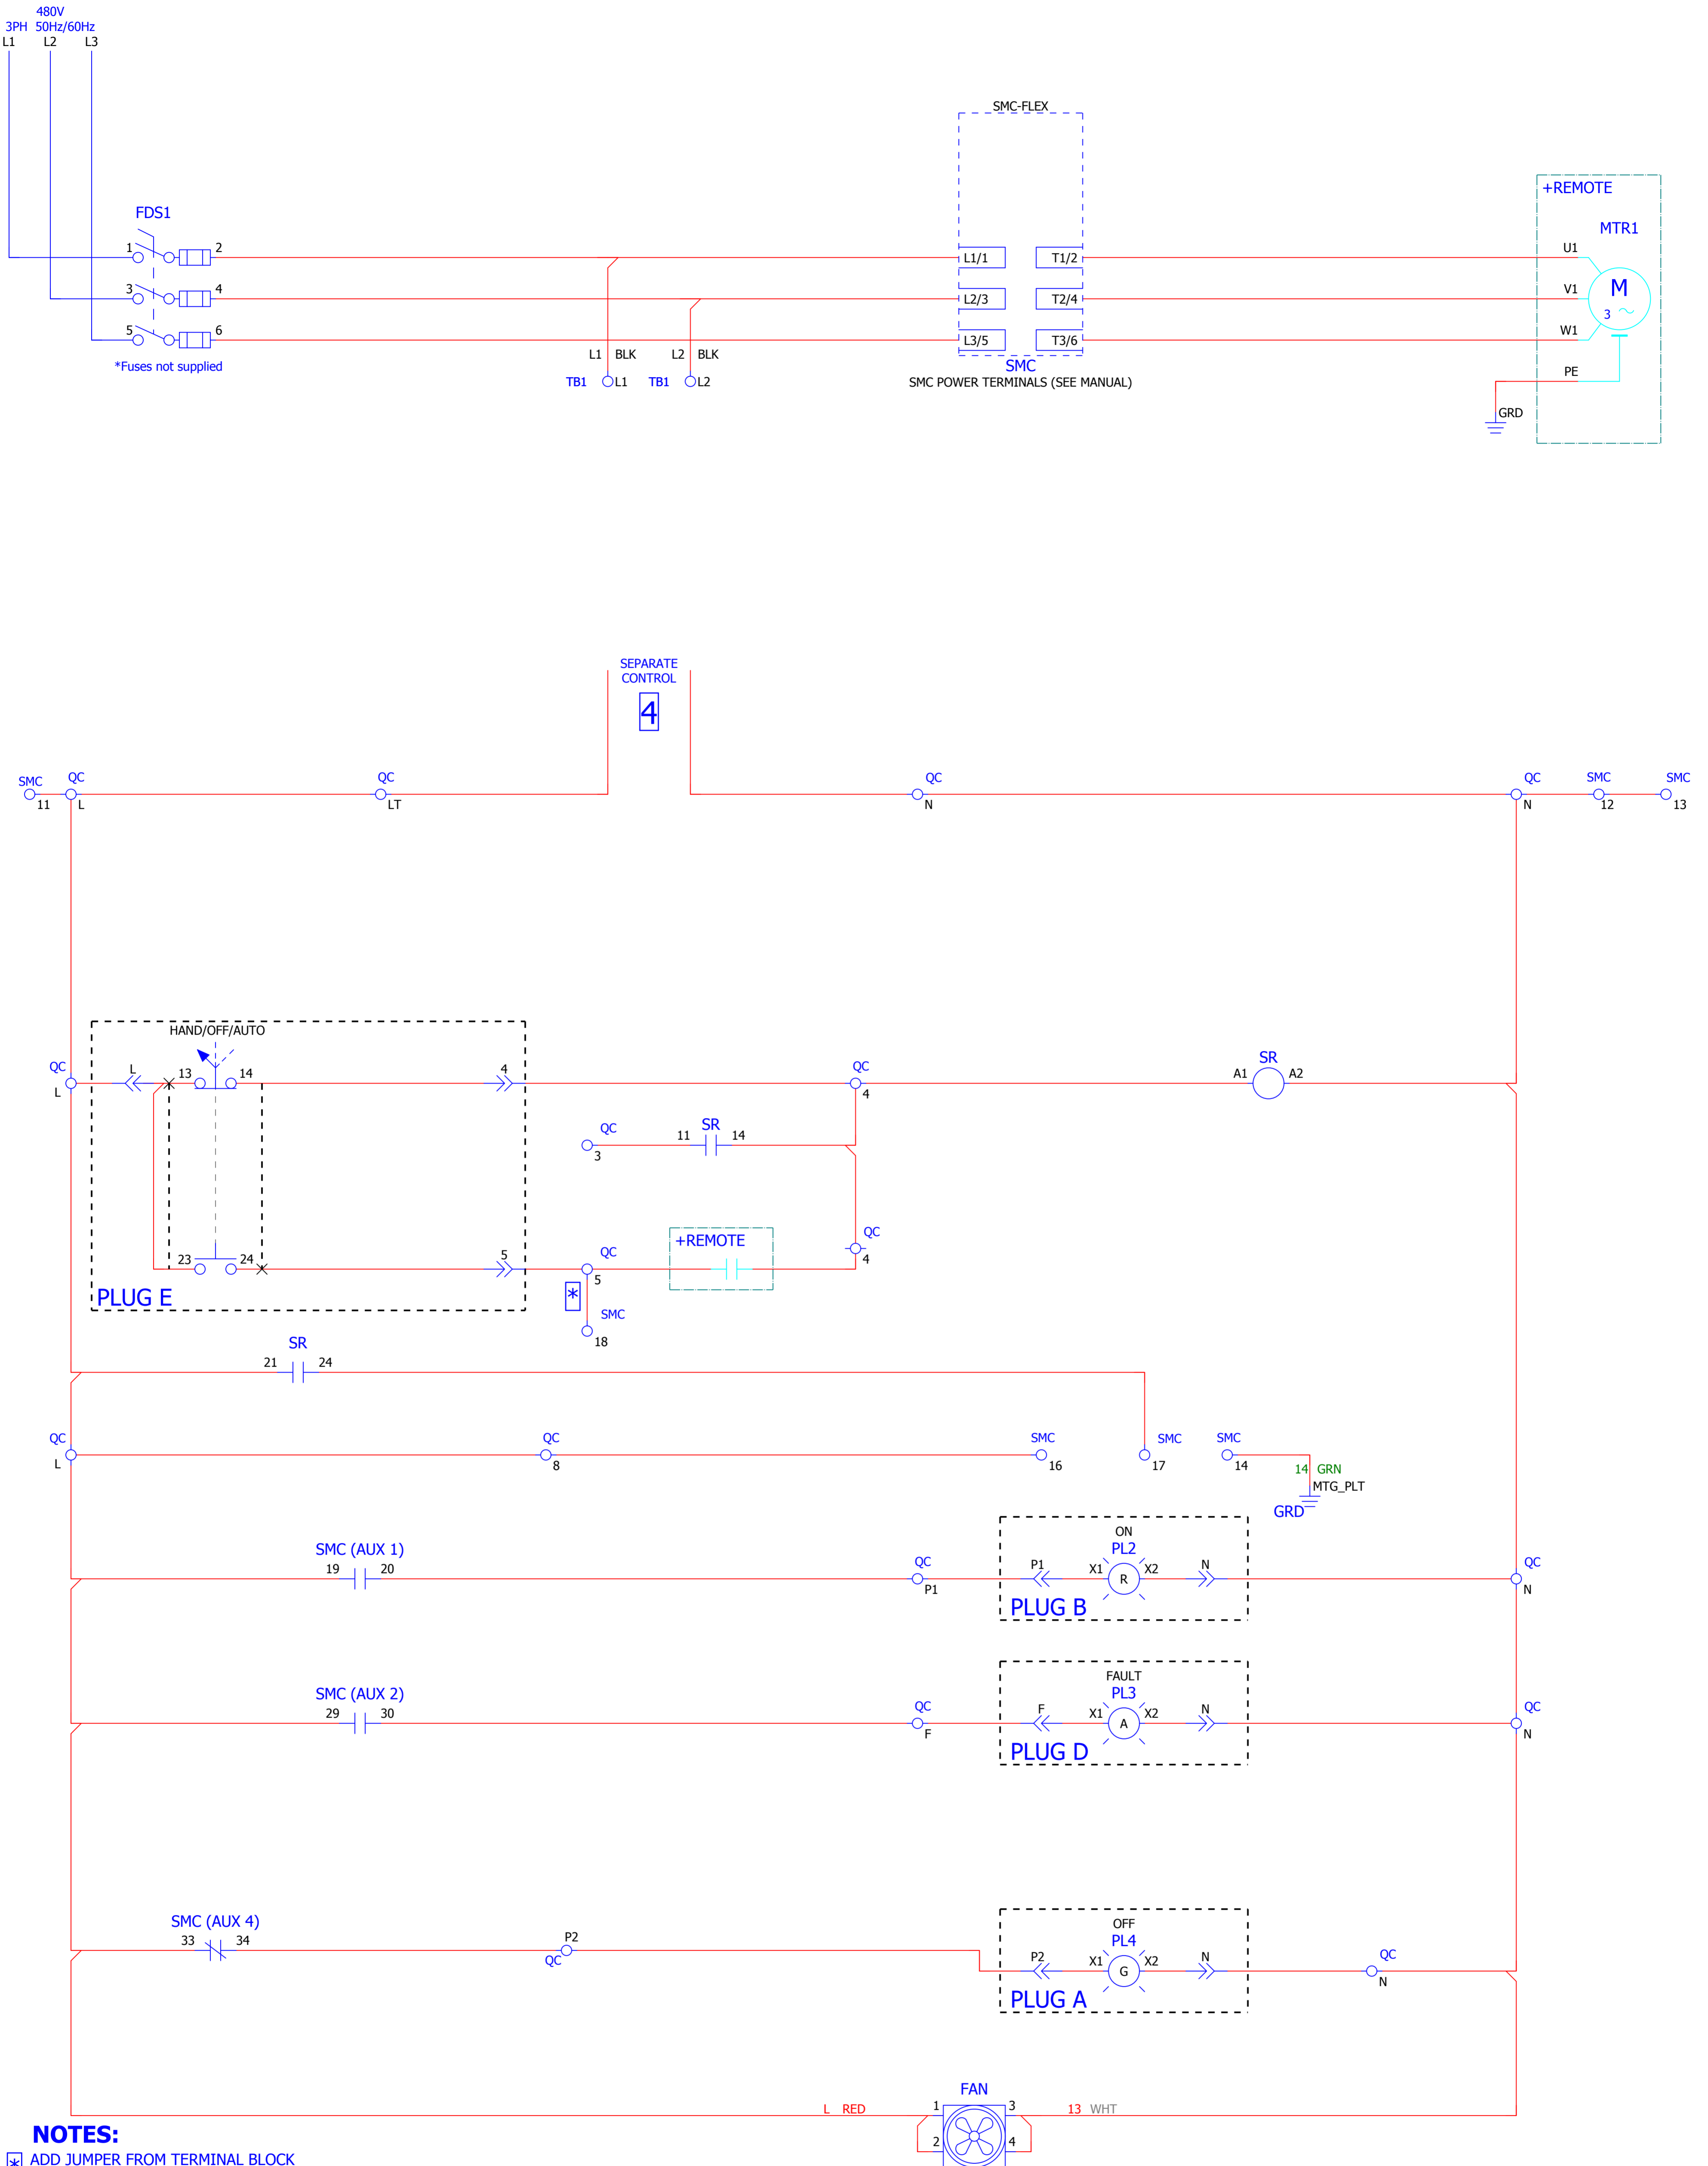 480V
3PH 50Hz/60Hz
L1 L2 L3
SMC-FLEX
+REMOTE
FDS1
MTR1
1 2
L1/1 T1/2
U1
3 4
L2/3 T2/4
V1
M
3
5 6
L3/5 T3/6
W1
*Fuses not supplied
L1 BLK L2 BLK
SMC
PE
TB1 L1 TB1 L2
SMC POWER TERMINALS (SEE MANUAL)
GRD
SEPARATE
CONTROL
4
SMC QC QC QC QC SMC SMC
11 L LT N N 12 13
HAND/OFF/AUTO
QC L 13 14 4 QC SR
L 4 A1 A2
QC 11 SR 14
3
+REMOTE
QC
4
23 24 5 QC
5
PLUG E
*
SMC
18
SR
21 24
QC QC SMC SMC SMC
L 8 16 17 14
14 GRN
MTG_PLT
GRD
ON
SMC (AUX 1) PL2
19 20 QC P1 X1 R X2 N QC
P1 N
PLUG B
FAULT
SMC (AUX 2) PL3
29 30 QC F X1 A X2 N QC
F N
PLUG D
SMC (AUX 4) OFF
33 34 P2 PL4
QC P2 X1 G X2 N QC
N
PLUG A
FAN
L RED 1 3 13 WHT
2 4
NOTES:
* ADD JUMPER FROM TERMINAL BLOCK